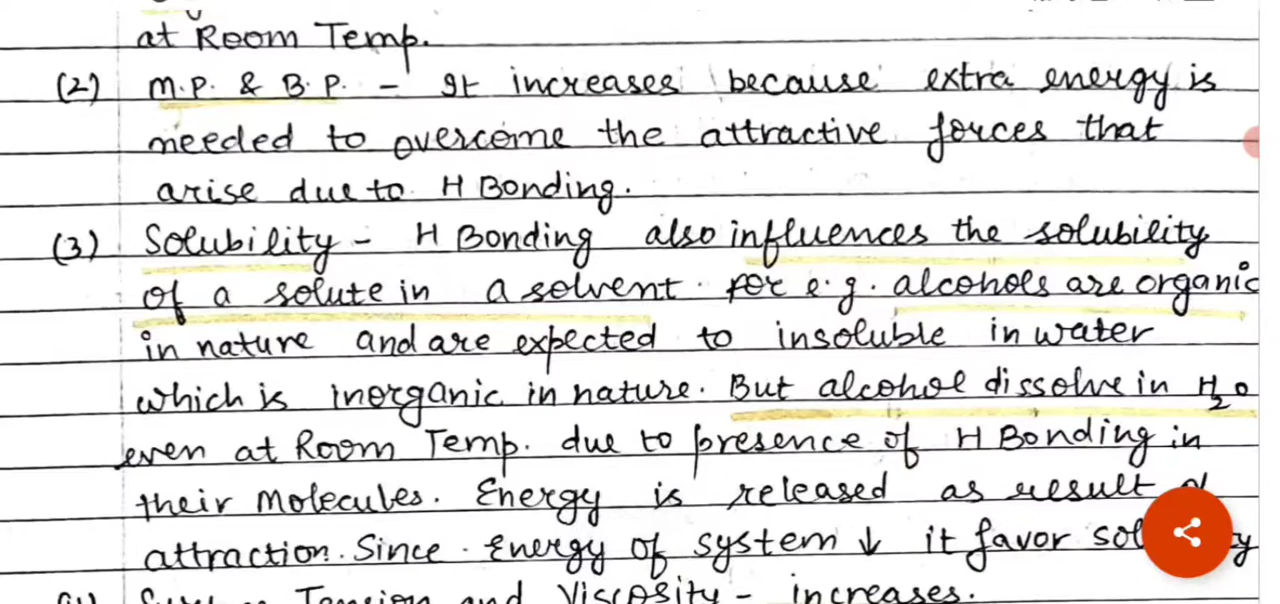 at Room Temp.
(2) M.P. & B.P. - It increases because extra energy is
needed to overcome the attractive forces that
arise due to H Bonding.
(3) Solubility - H Bonding also influences the solubility
of a solute in a solvent. for e.g. alcohols are organic
in nature and are expected to insoluble in water
which is inorganic in nature. But alcohol dissolve in H2O
even at Room Temp. due to presence of H Bonding in
their Molecules. Energy is released as result
attraction. Since Energy of system ↓ it favor
Tension and Viscosity - increases.